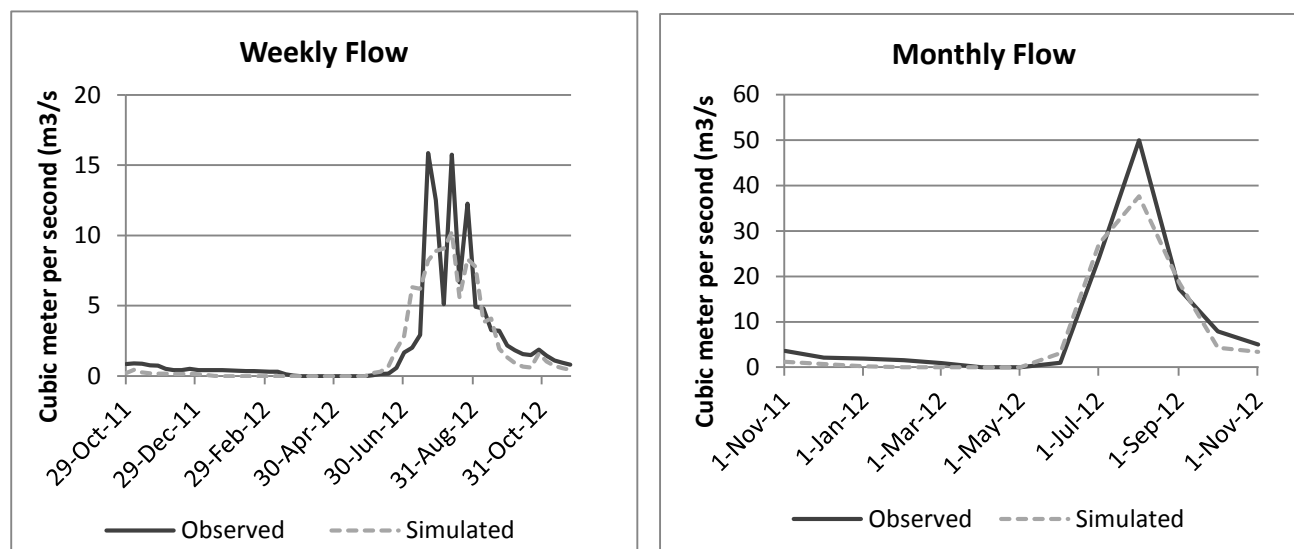 Weekly Flow
Cubic meter per second (m3/s
20
15
10
5
0
29-Oct-11
29-Dec-11
29-Feb-12
30-Apr-12
30-Jun-12
31-Aug-12
31-Oct-12
Observed
Simulated
Monthly Flow
Cubic meter per second (m3/s
60
50
40
30
20
10
0
1-Nov-11
1-Jan-12
1-Mar-12
1-May-12
1-Jul-12
1-Sep-12
1-Nov-12
Observed
Simulated